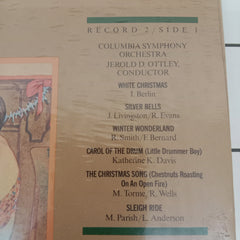 RECORD 2 / SIDE 1
COLUMBIA SYMPHONY
ORCHESTRA
JEROLD D. OTTLEY,
CONDUCTOR
WHITE CHRISTMAS
I. Berlin
SILVER BELLS
J. Livingston / R. Evans
WINTER WONDERLAND
R. Smith / F. Bernard
CAROL OF THE DRUM (Little Drummer Boy)
Katherine K. Davis
THE CHRISTMAS SONG (Chestnuts Roasting
On An Open Fire)
M. Torme, R. Wells
SLEIGH RIDE
M. Parish / L. Anderson